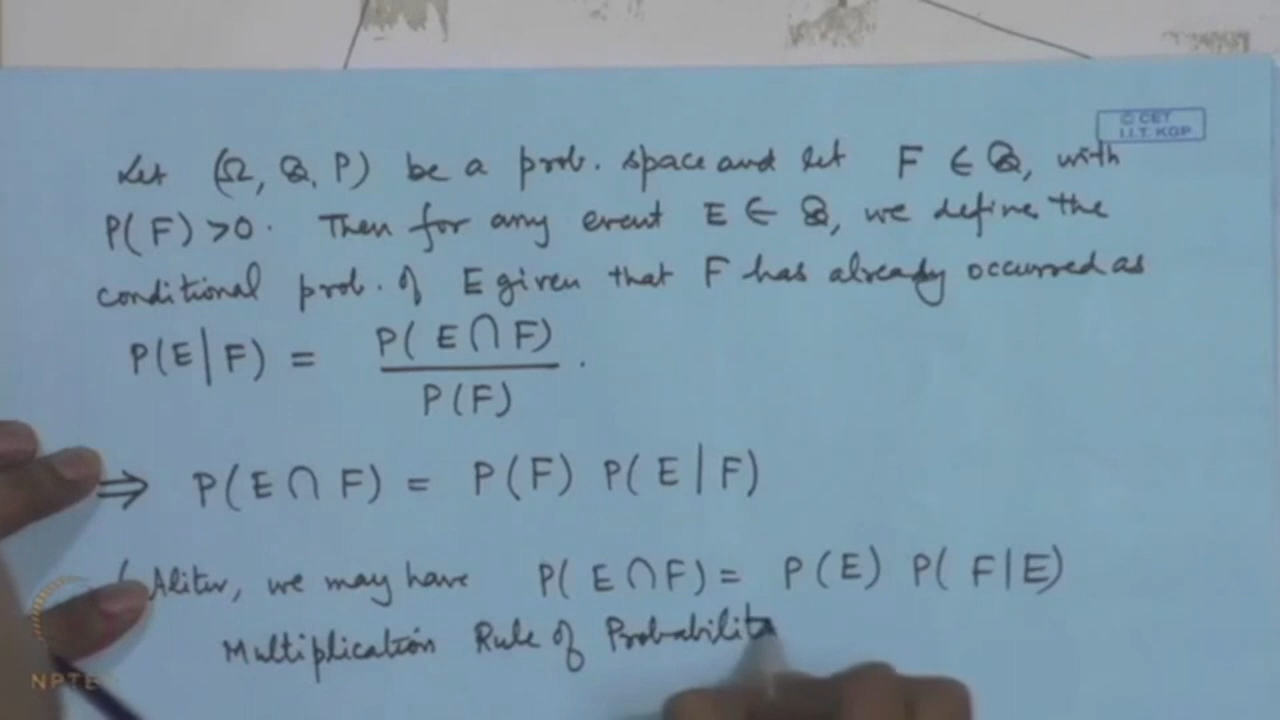 © CET
I.I.T. KGP
Let (Ω, ℬ, P) be a prob. space and let F ∈ ℬ, with
P(F) > 0. Then for any event E ∈ ℬ, we define the
conditional prob. of E given that F has already occurred as
P(E|F) = P(E ∩ F) / P(F) .
⇒ P(E ∩ F) = P(F) P(E|F)
( Aliter, we may have P(E ∩ F) = P(E) P(F|E)
Multiplication Rule of Probability
NPTEL